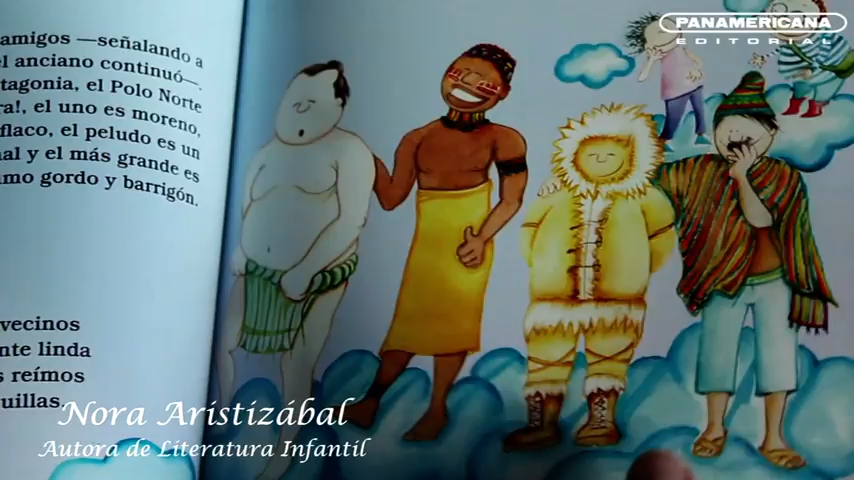 amigos —señalando a
el anciano continuó—.
tagonia, el Polo Norte
ra!, el uno es moreno,
flaco, el peludo es un
al y el más grande es
mo gordo y barrigón.
vecinos
nte linda
s reímos
uillas.
Nora Aristizábal
Autora de Literatura Infantil
PANAMERICANA
EDITORIAL